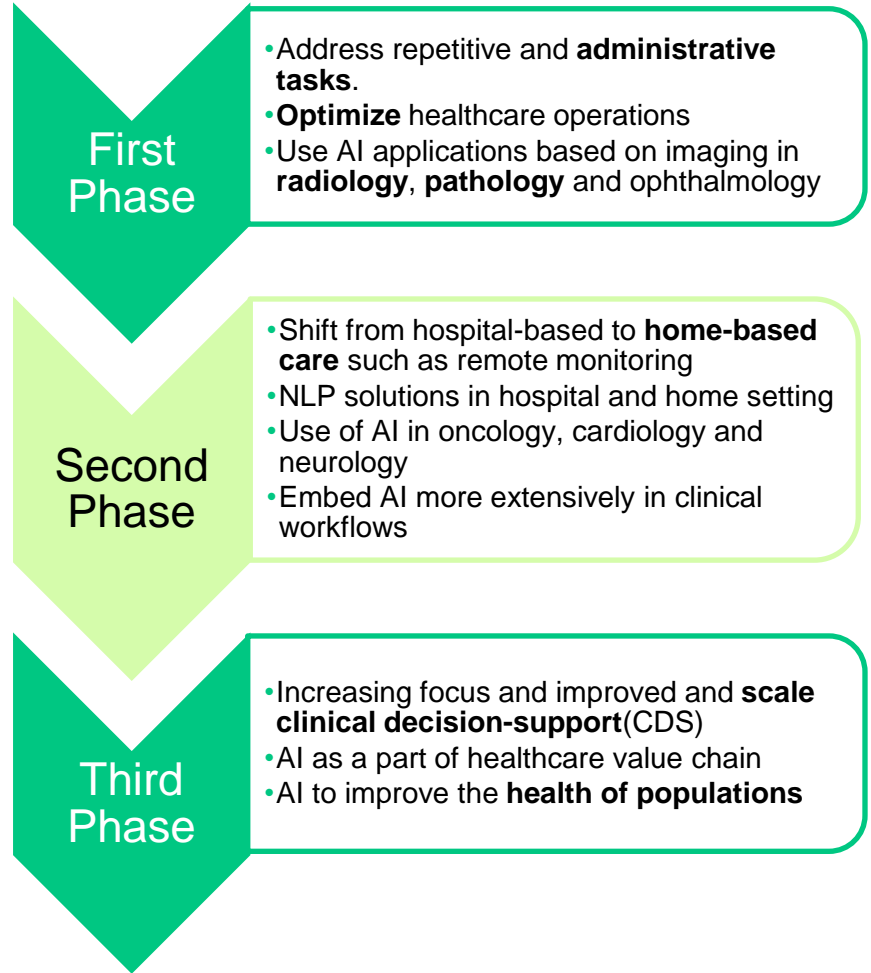 First
Phase
•Address repetitive and administrative
tasks.
•Optimize healthcare operations
•Use AI applications based on imaging in
radiology, pathology and ophthalmology
Second
Phase
•Shift from hospital-based to home-based
care such as remote monitoring
•NLP solutions in hospital and home setting
•Use of AI in oncology, cardiology and
neurology
•Embed AI more extensively in clinical
workflows
Third
Phase
•Increasing focus and improved and scale
clinical decision-support(CDS)
•AI as a part of healthcare value chain
•AI to improve the health of populations